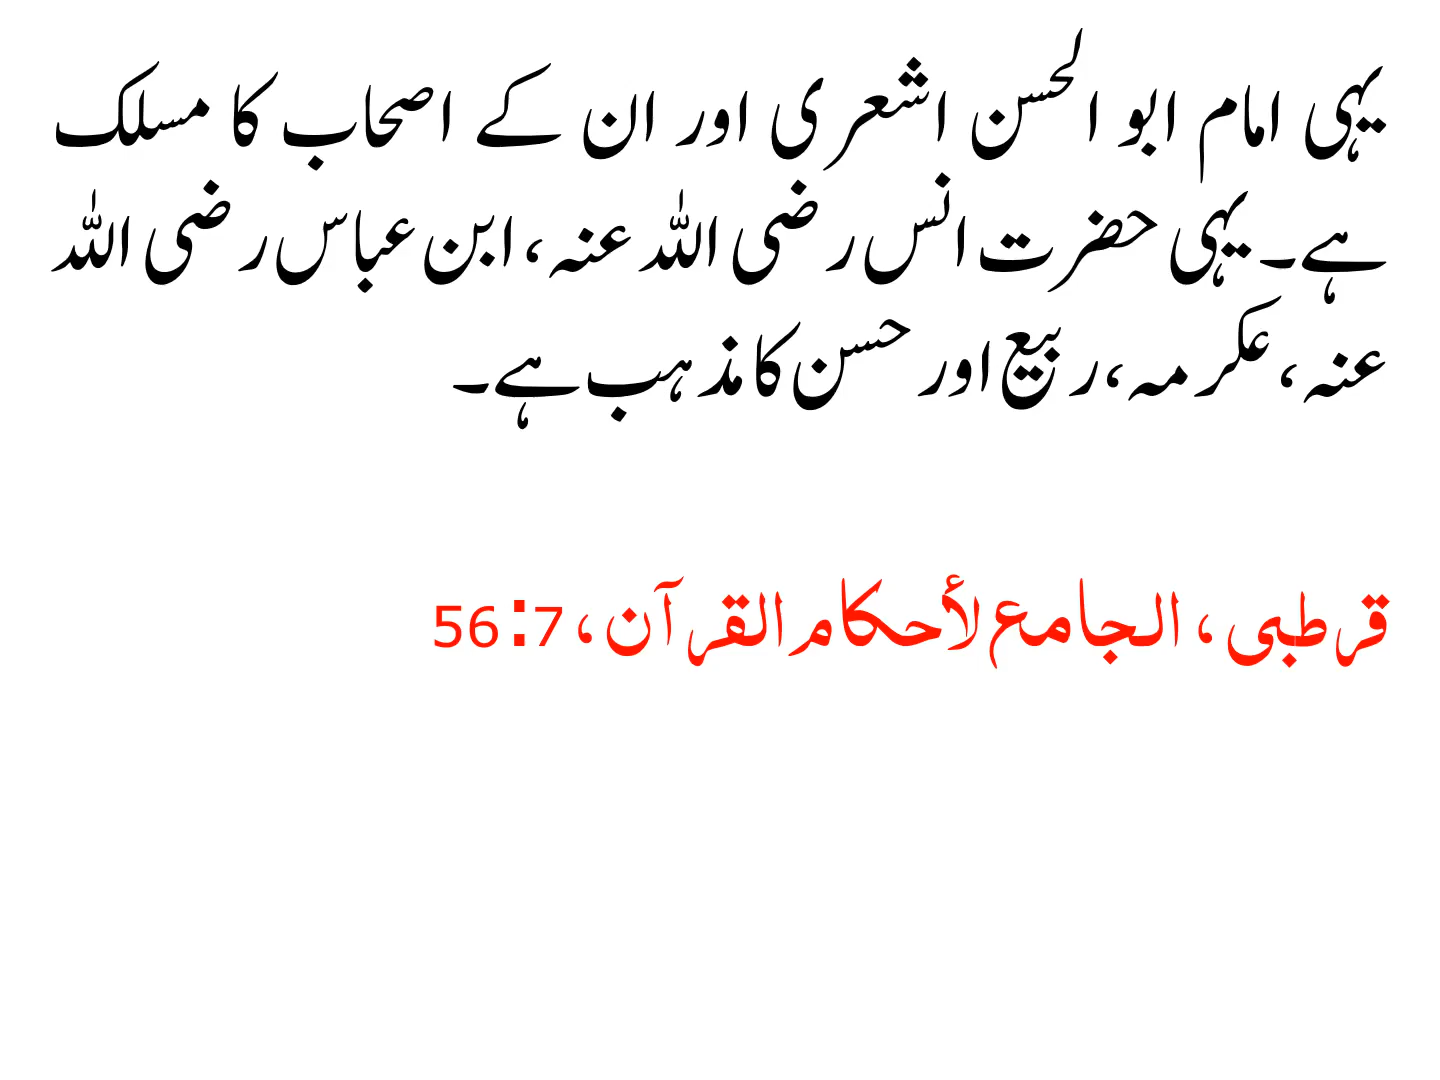 یہی امام ابو الحسن اشعری اور ان کے اصحاب کا مسلک
ہے۔ یہی حضرت انس رضی اللہ عنہ، ابن عباس رضی اللہ
عنہ، عکرمہ، ربیع اور حسن کا مذہب ہے۔
قرطبی، الجامع لأحكام القرآن، 7:56